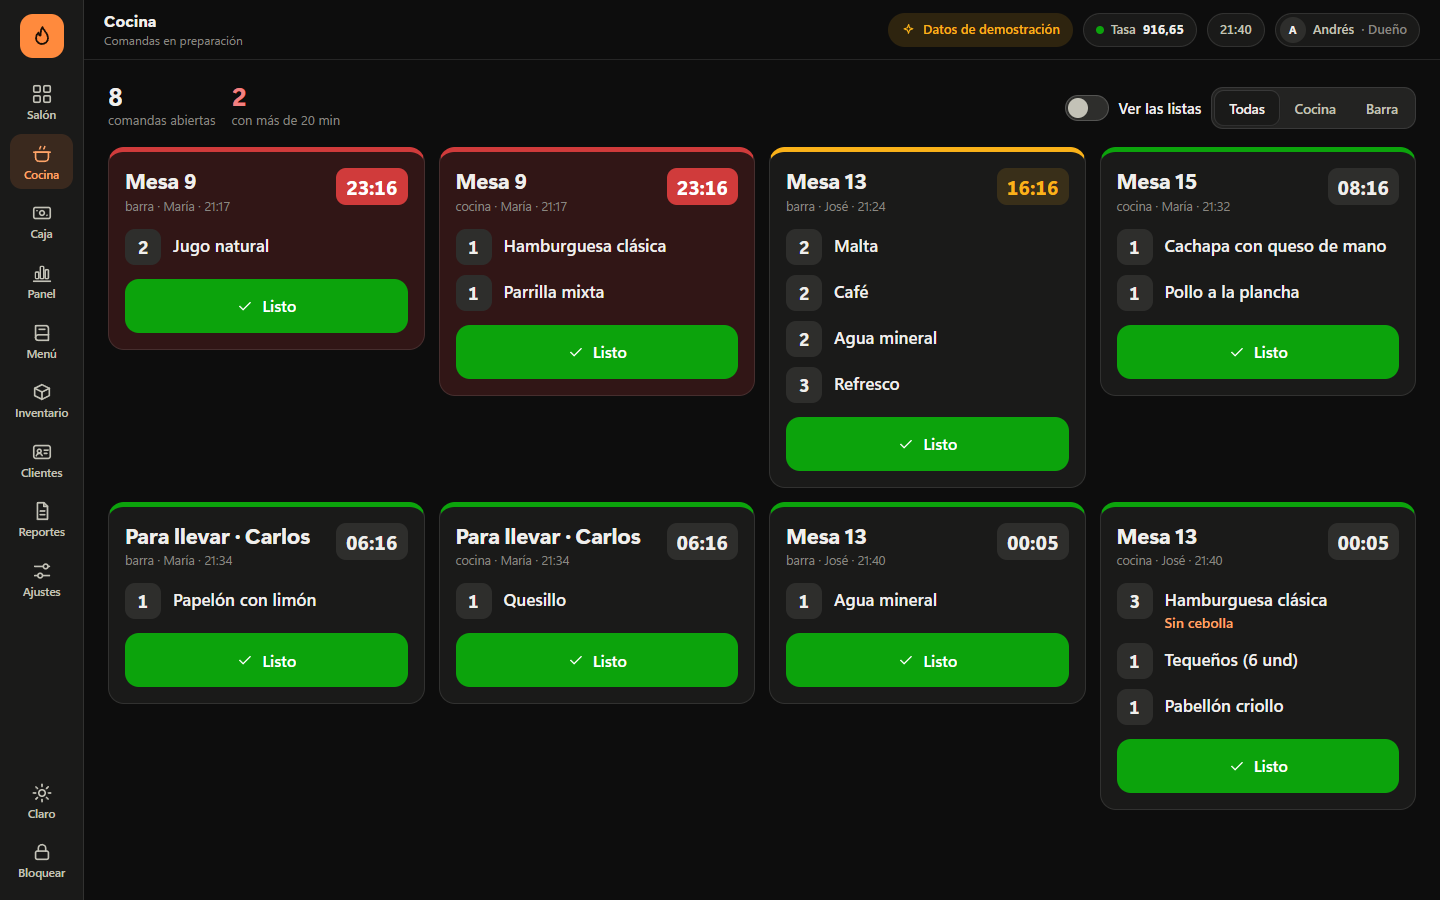 Cocina
Comandas en preparación
Datos de demostración
Tasa 916,65
21:40
A Andrés · Dueño
Salón
Cocina
Caja
Panel
Menú
Inventario
Clientes
Reportes
Ajustes
Claro
Bloquear
8
comandas abiertas
2
con más de 20 min
Ver las listas
Todas
Cocina
Barra
Mesa 9
23:16
barra · María · 21:17
2 Jugo natural
Listo
Mesa 9
23:16
cocina · María · 21:17
1 Hamburguesa clásica
1 Parrilla mixta
Listo
Mesa 13
16:16
barra · José · 21:24
2 Malta
2 Café
2 Agua mineral
3 Refresco
Listo
Mesa 15
08:16
cocina · María · 21:32
1 Cachapa con queso de mano
1 Pollo a la plancha
Listo
Para llevar · Carlos
06:16
barra · María · 21:34
1 Papelón con limón
Listo
Para llevar · Carlos
06:16
cocina · María · 21:34
1 Quesillo
Listo
Mesa 13
00:05
barra · José · 21:40
1 Agua mineral
Listo
Mesa 13
00:05
cocina · José · 21:40
3 Hamburguesa clásica
Sin cebolla
1 Tequeños (6 und)
1 Pabellón criollo
Listo